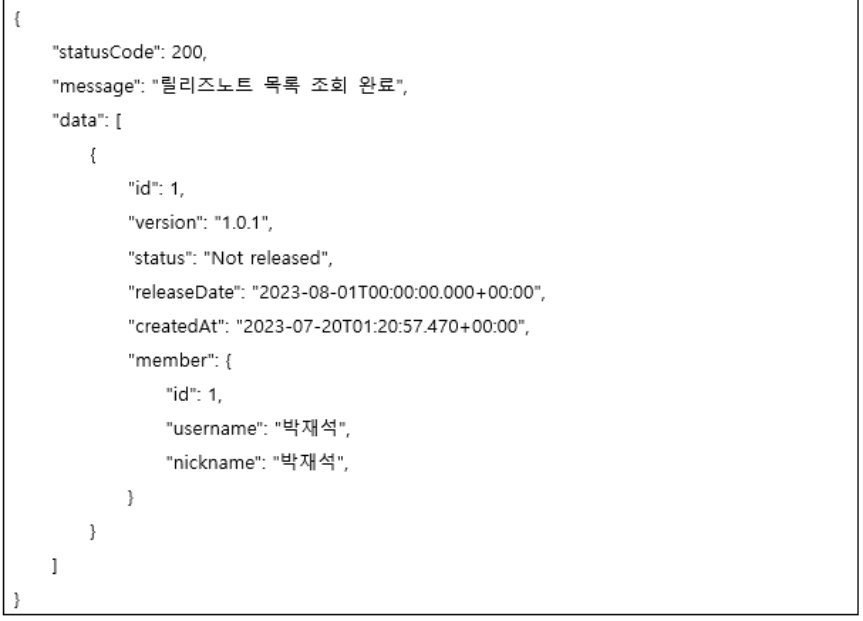 {
"statusCode": 200,
"message": "릴리즈노트 목록 조회 완료",
"data": [
{
"id": 1,
"version": "1.0.1",
"status": "Not released",
"releaseDate": "2023-08-01T00:00:00.000+00:00",
"createdAt": "2023-07-20T01:20:57.470+00:00",
"member": {
"id": 1,
"username": "박재석",
"nickname": "박재석",
}
}
]
}